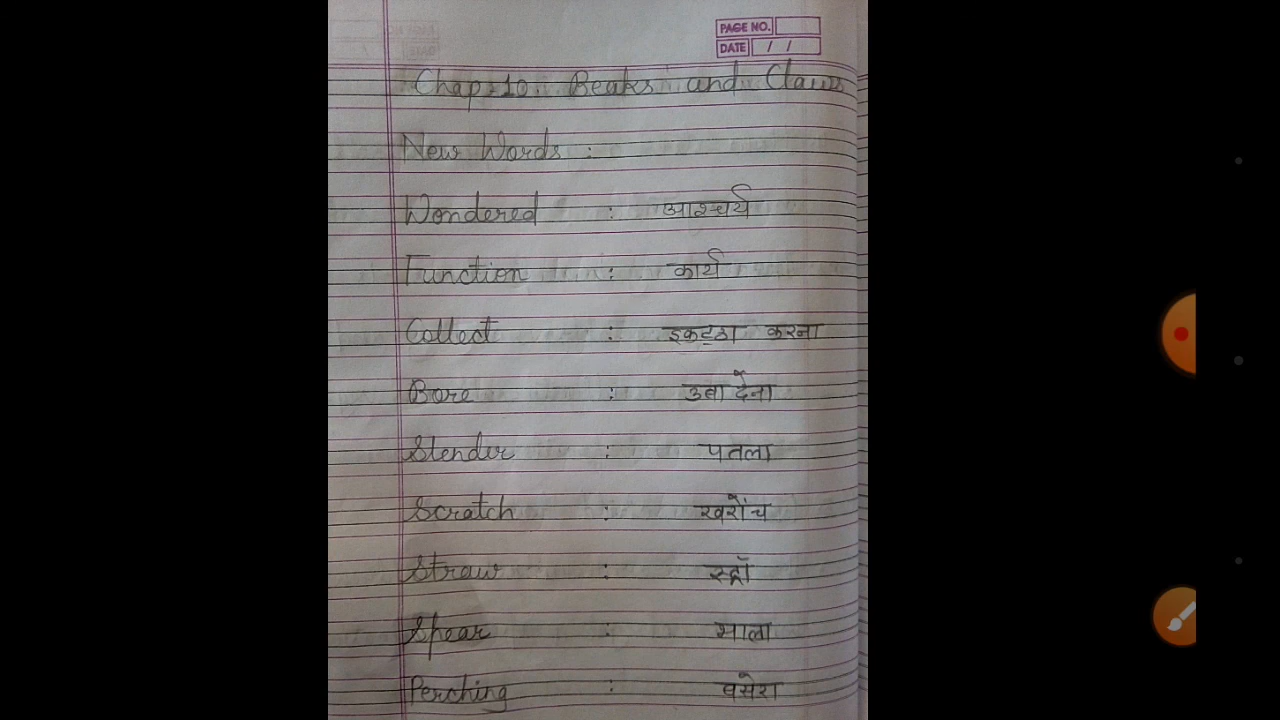 PAGE NO.
DATE / /
Chap-10. Beaks and Claws
New Words :
Wondered : आश्चर्य
Function : कार्य
Collect : इकट्ठा करना
Bore : उबा देना
Slender : पतला
Scratch : खरोंच
Straw : स्ट्रॉ
Spear : भाला
Perching : बसेरा